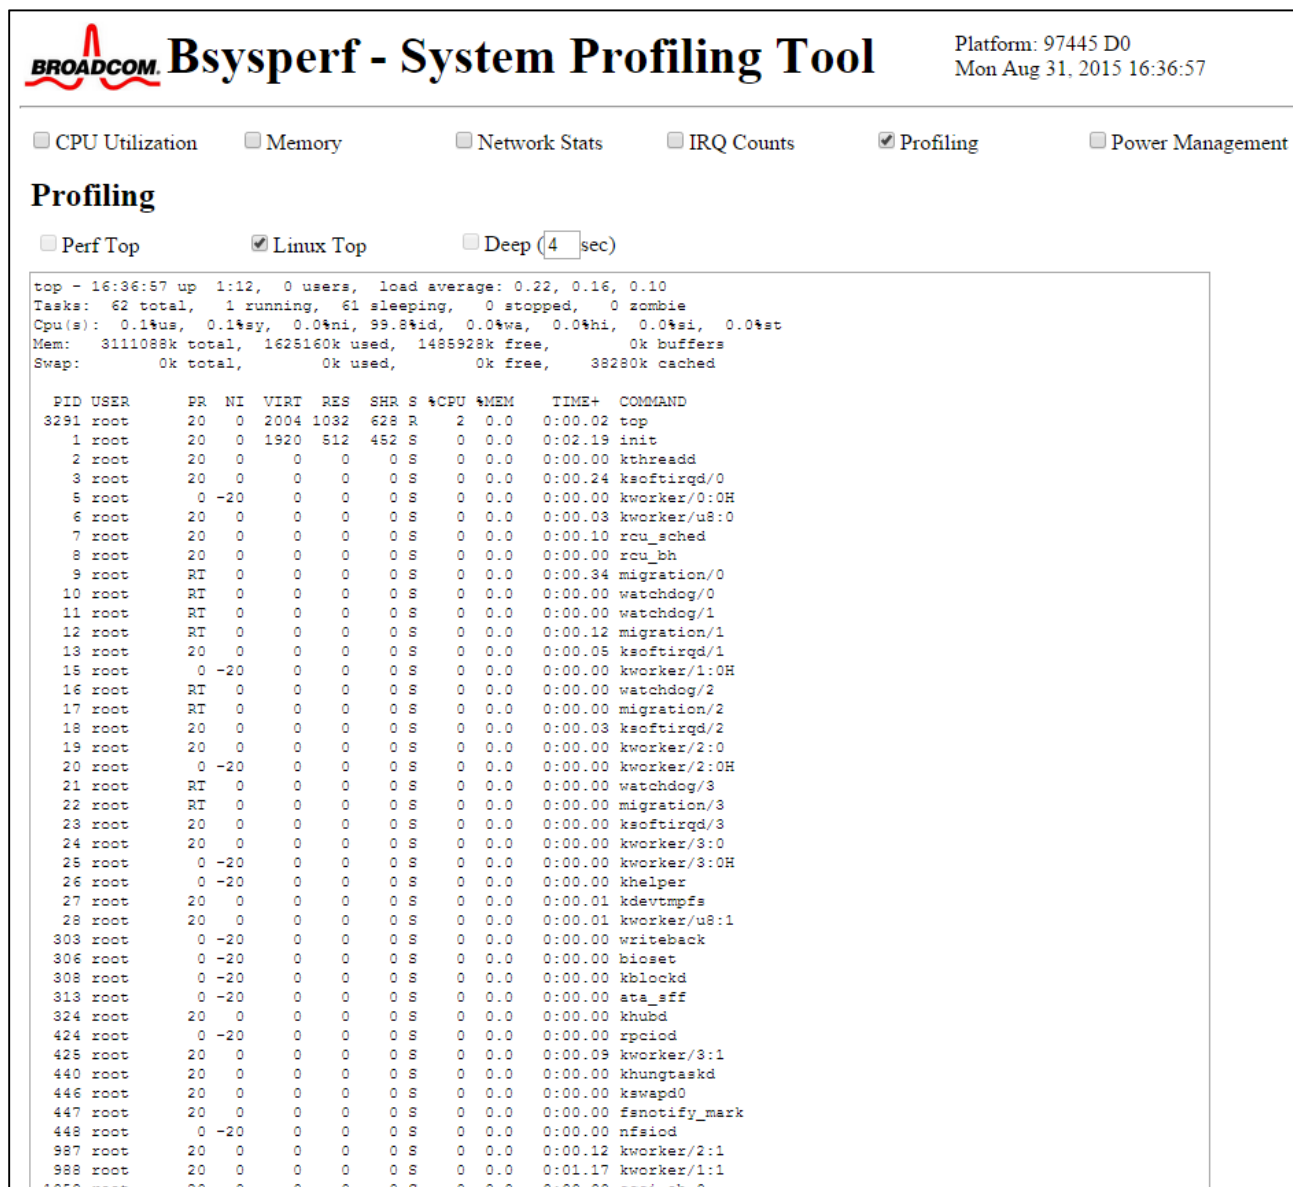 BROADCOM.
Bsysperf - System Profiling Tool
Platform: 97445 D0
Mon Aug 31, 2015 16:36:57
CPU Utilization Memory Network Stats IRQ Counts Profiling Power Management
Profiling
Perf Top Linux Top Deep (4 sec)
top - 16:36:57 up 1:12, 0 users, load average: 0.22, 0.16, 0.10
Tasks: 62 total, 1 running, 61 sleeping, 0 stopped, 0 zombie
Cpu(s): 0.1%us, 0.1%sy, 0.0%ni, 99.8%id, 0.0%wa, 0.0%hi, 0.0%si, 0.0%st
Mem: 3111088k total, 1625160k used, 1485928k free, 0k buffers
Swap: 0k total, 0k used, 0k free, 38280k cached
PID USER PR NI VIRT RES SHR S %CPU %MEM TIME+ COMMAND
3291 root 20 0 2004 1032 628 R 2 0.0 0:00.02 top
1 root 20 0 1920 512 452 S 0 0.0 0:02.19 init
2 root 20 0 0 0 0 S 0 0.0 0:00.00 kthreadd
3 root 20 0 0 0 0 S 0 0.0 0:00.24 ksoftirqd/0
5 root 0 -20 0 0 0 S 0 0.0 0:00.00 kworker/0:0H
6 root 20 0 0 0 0 S 0 0.0 0:00.03 kworker/u8:0
7 root 20 0 0 0 0 S 0 0.0 0:00.10 rcu_sched
8 root 20 0 0 0 0 S 0 0.0 0:00.00 rcu_bh
9 root RT 0 0 0 0 S 0 0.0 0:00.34 migration/0
10 root RT 0 0 0 0 S 0 0.0 0:00.00 watchdog/0
11 root RT 0 0 0 0 S 0 0.0 0:00.00 watchdog/1
12 root RT 0 0 0 0 S 0 0.0 0:00.12 migration/1
13 root 20 0 0 0 0 S 0 0.0 0:00.05 ksoftirqd/1
15 root 0 -20 0 0 0 S 0 0.0 0:00.00 kworker/1:0H
16 root RT 0 0 0 0 S 0 0.0 0:00.00 watchdog/2
17 root RT 0 0 0 0 S 0 0.0 0:00.00 migration/2
18 root 20 0 0 0 0 S 0 0.0 0:00.03 ksoftirqd/2
19 root 20 0 0 0 0 S 0 0.0 0:00.00 kworker/2:0
20 root 0 -20 0 0 0 S 0 0.0 0:00.00 kworker/2:0H
21 root RT 0 0 0 0 S 0 0.0 0:00.00 watchdog/3
22 root RT 0 0 0 0 S 0 0.0 0:00.00 migration/3
23 root 20 0 0 0 0 S 0 0.0 0:00.00 ksoftirqd/3
24 root 20 0 0 0 0 S 0 0.0 0:00.00 kworker/3:0
25 root 0 -20 0 0 0 S 0 0.0 0:00.00 kworker/3:0H
26 root 0 -20 0 0 0 S 0 0.0 0:00.00 khelper
27 root 20 0 0 0 0 S 0 0.0 0:00.01 kdevtmpfs
28 root 20 0 0 0 0 S 0 0.0 0:00.01 kworker/u8:1
303 root 0 -20 0 0 0 S 0 0.0 0:00.00 writeback
306 root 0 -20 0 0 0 S 0 0.0 0:00.00 bioset
308 root 0 -20 0 0 0 S 0 0.0 0:00.00 kblockd
313 root 0 -20 0 0 0 S 0 0.0 0:00.00 ata_sff
324 root 20 0 0 0 0 S 0 0.0 0:00.00 khubd
424 root 0 -20 0 0 0 S 0 0.0 0:00.00 rpciod
425 root 20 0 0 0 0 S 0 0.0 0:00.09 kworker/3:1
440 root 20 0 0 0 0 S 0 0.0 0:00.00 khungtaskd
446 root 20 0 0 0 0 S 0 0.0 0:00.00 kswapd0
447 root 20 0 0 0 0 S 0 0.0 0:00.00 fsnotify_mark
448 root 0 -20 0 0 0 S 0 0.0 0:00.00 nfsiod
987 root 20 0 0 0 0 S 0 0.0 0:00.12 kworker/2:1
988 root 20 0 0 0 0 S 0 0.0 0:01.17 kworker/1:1